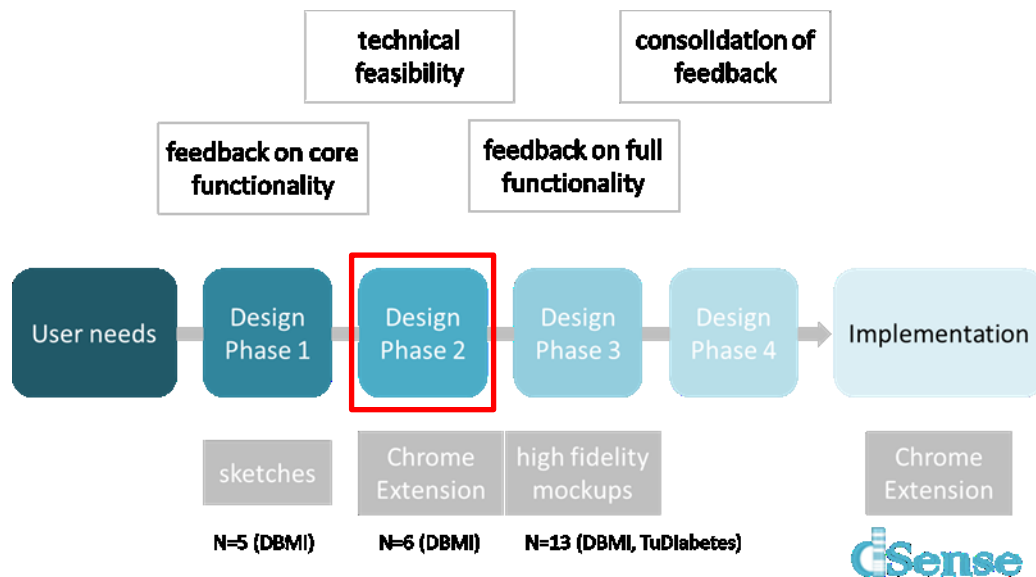 technical
feasibility
consolidation of
feedback
feedback on core
functionality
feedback on full
functionality
User needs
Design
Phase 1
Design
Phase 2
Design
Phase 3
Design
Phase 4
Implementation
sketches
Chrome
Extension
high fidelity
mockups
Chrome
Extension
N=5 (DBMI)
N=6 (DBMI)
N=13 (DBMI, TuDiabetes)
dSense